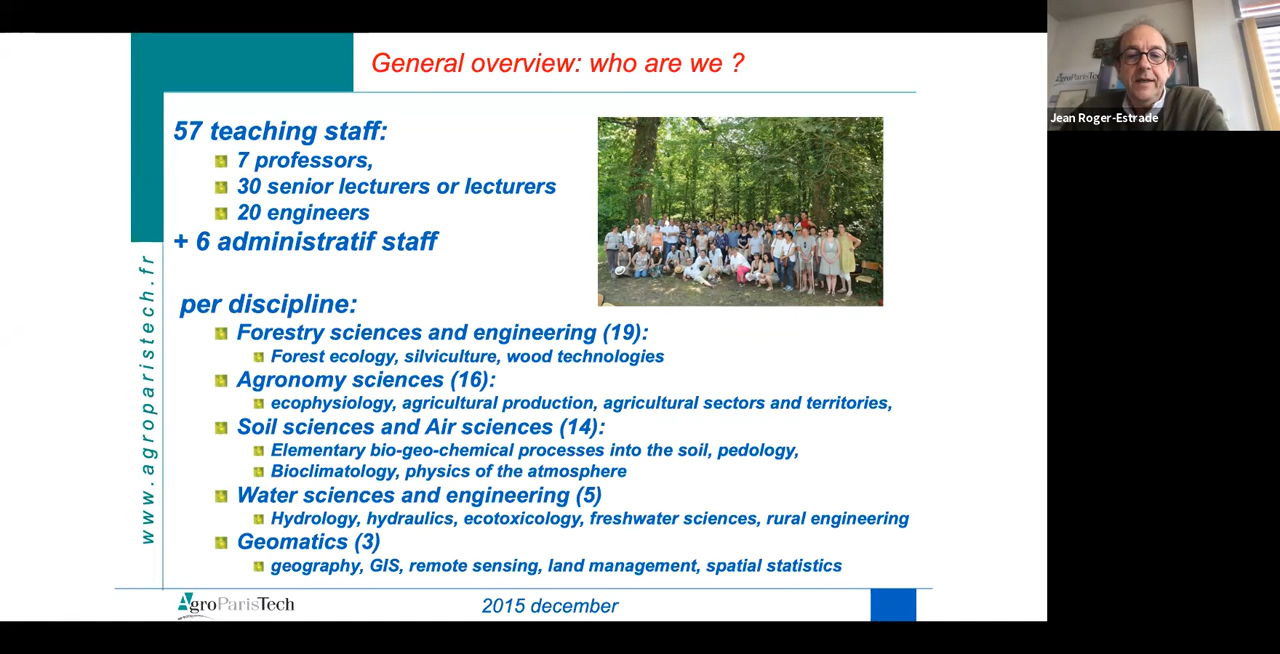 General overview: who are we ?
57 teaching staff:
7 professors,
30 senior lecturers or lecturers
20 engineers
+ 6 administratif staff
per discipline:
Forestry sciences and engineering (19):
Forest ecology, silviculture, wood technologies
Agronomy sciences (16):
ecophysiology, agricultural production, agricultural sectors and territories,
Soil sciences and Air sciences (14):
Elementary bio-geo-chemical processes into the soil, pedology,
Bioclimatology, physics of the atmosphere
Water sciences and engineering (5)
Hydrology, hydraulics, ecotoxicology, freshwater sciences, rural engineering
Geomatics (3)
geography, GIS, remote sensing, land management, spatial statistics
www.agroparistech.fr
AgroParisTech
2015 december
AgroParisTech
Jean Roger-Estrade